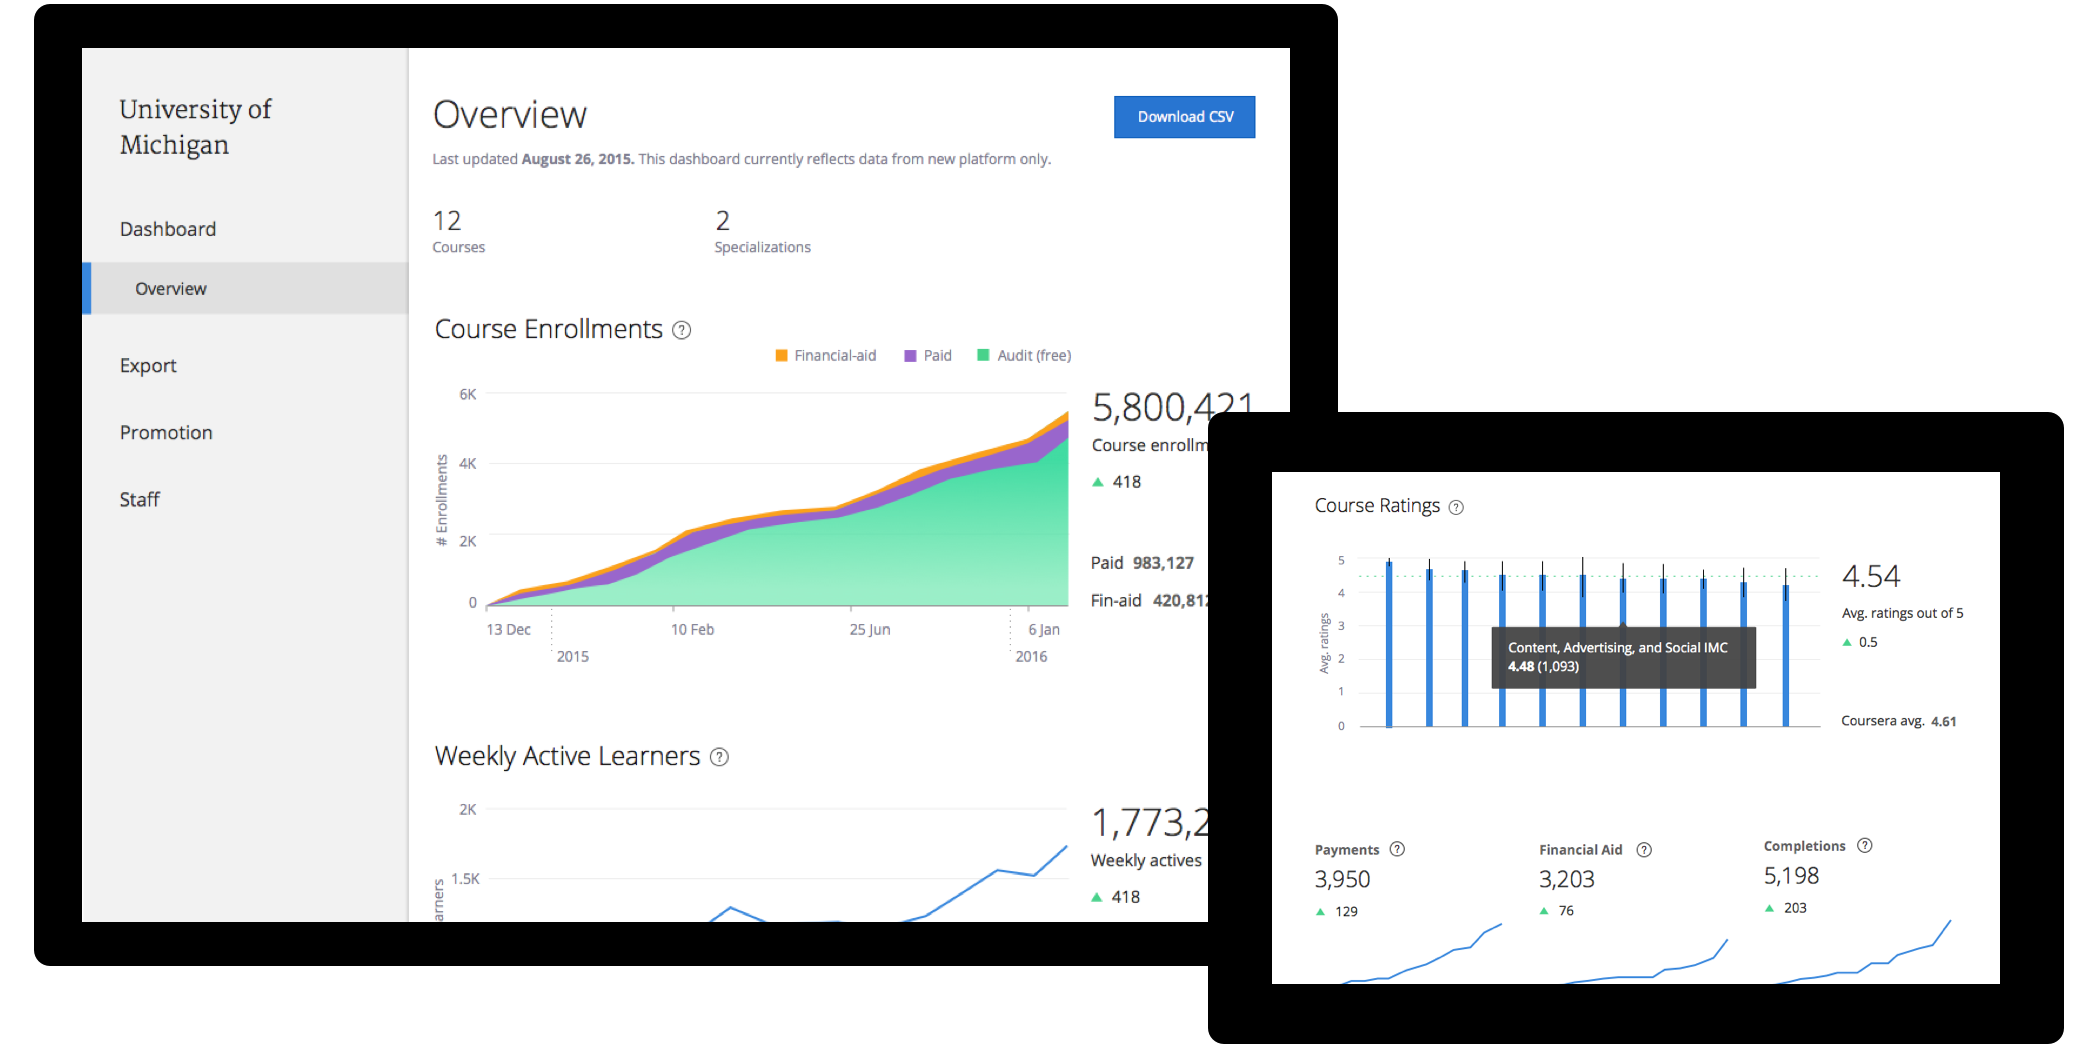 University of
Michigan
Dashboard
Overview
Export
Promotion
Staff
Overview
Download CSV
Last updated August 26, 2015. This dashboard currently reflects data from new platform only.
12
Courses
2
Specializations
Course Enrollments ?
Financial-aid Paid Audit (free)
# Enrollments
6K
4K
2K
0
13 Dec 10 Feb 25 Jun 6 Jan
2015 2016
5,800,421
Course enrollm
418
Paid 983,127
Fin-aid 420,812
Weekly Active Learners ?
2K
1.5K
arners
1,773,2
Weekly actives
418
Course Ratings ?
Avg. ratings
5
4
3
2
1
0
Content, Advertising, and Social IMC
4.48 (1,093)
4.54
Avg. ratings out of 5
0.5
Coursera avg. 4.61
Payments ?
3,950
129
Financial Aid ?
3,203
76
Completions ?
5,198
203